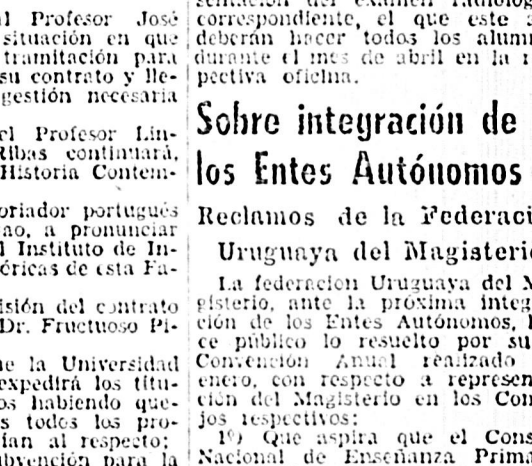 l Profesor José
situación en que
tramitación para
su contrato y lle-
gestión necesaria
el Profesor Lin-
Ribas continuará,
Historia Contem-
oriador portugués
ao, a pronunciar
l Instituto de In-
éricas de esta Fa-
isión del contrato
Dr. Fructuoso Pi-
ne la Universidad
expedirá los títu-
os habiendo que-
s todos los pro-
ían al respecto;
bvención para la
correspondiente, el que este
deberán hacer todos los alum
durante el mes de abril en la r
pectiva oficina.
Sobre integración de
los Entes Autónomos
Reclamos de la Federaci
Uruguaya del Magisteri
La federacion Uruguaya del M
gisterio, ante la próxima integ
ción de los Entes Autónomos,
ce público lo resuelto por su
Convención Anual realizado
enero, con respecto a represen
ción del Magisterio en los Con
jos respectivos:
1º) Que aspira que el Cons
Nacional de Enseñanza Prima